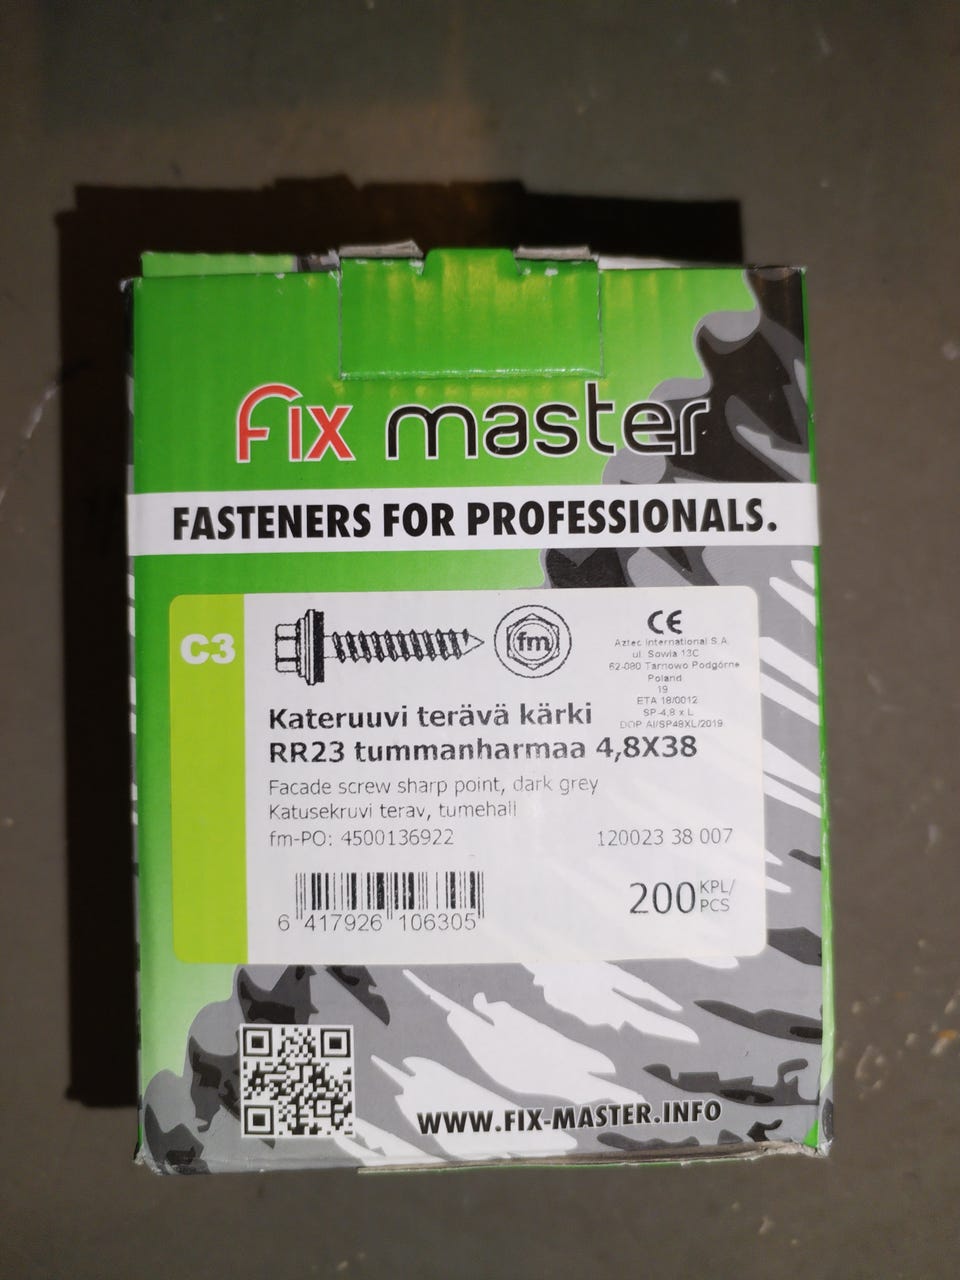 fix master
FASTENERS FOR PROFESSIONALS.
C3
fm
CE
Aztec International S.A.
ul. Sowia 13C
62-080 Tarnowo Podgórne
Poland
19
ETA 18/0012
SP-4,8 x L
DOP AI/SP48XL/2019
Kateruuvi terävä kärki
RR23 tummanharmaa 4,8X38
Facade screw sharp point, dark grey
Katusekruvi terav, tumehall
fm-PO: 4500136922
120023 38 007
6 417926 106305
200 KPL/
PCS
WWW.FIX-MASTER.INFO